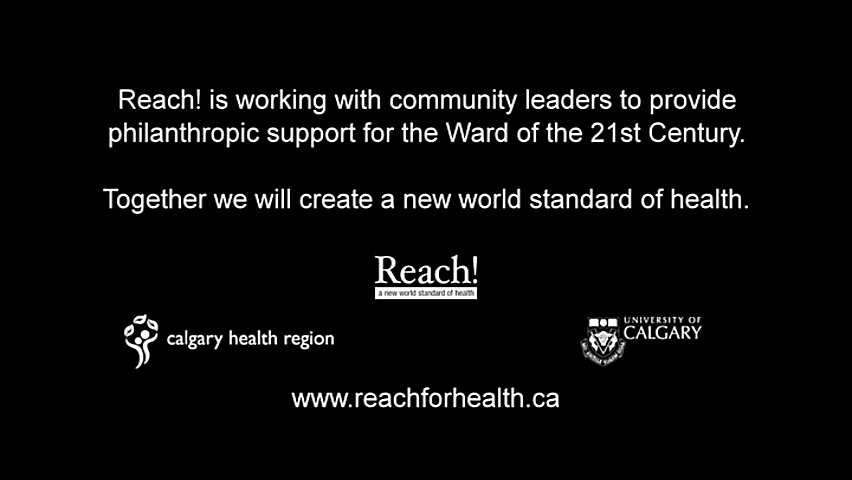 Reach! is working with community leaders to provide
philanthropic support for the Ward of the 21st Century.
Together we will create a new world standard of health.
Reach!
a new world standard of health
calgary health region
UNIVERSITY OF
CALGARY
www.reachforhealth.ca